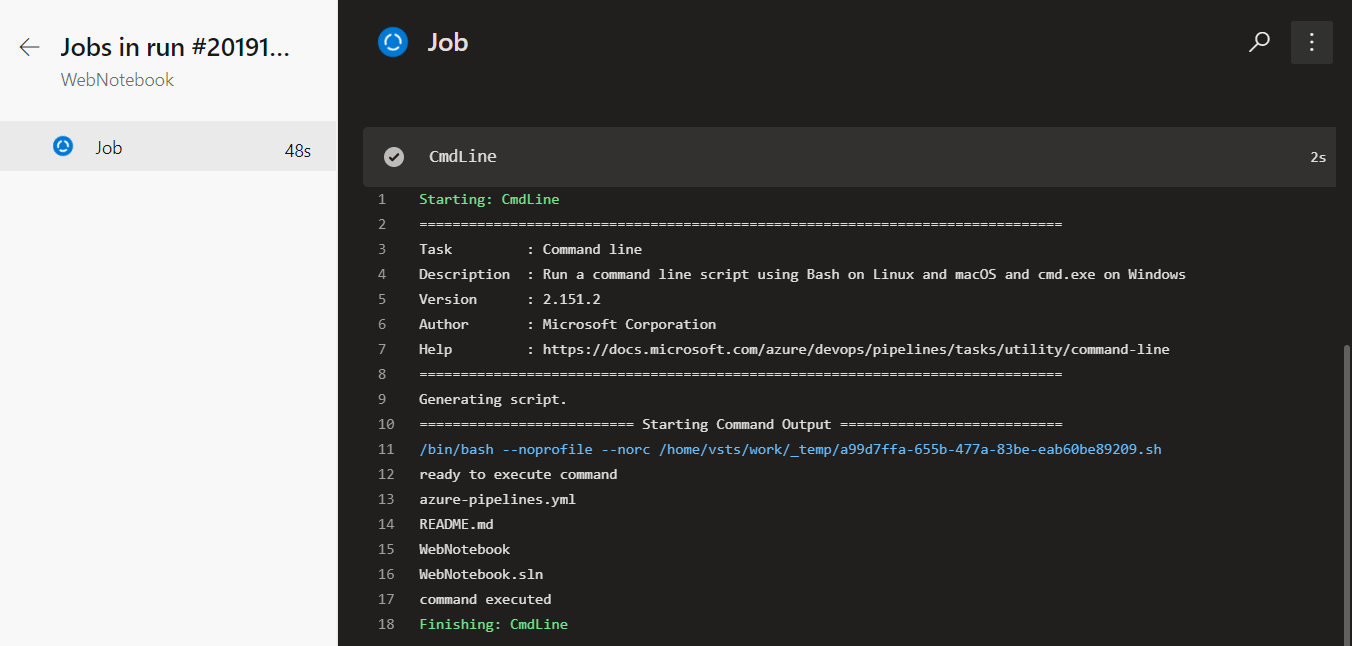 Jobs in run #20191...
WebNotebook
Job 48s
Job
CmdLine 2s
1 Starting: CmdLine
2 ==============================================================================
3 Task         : Command line
4 Description  : Run a command line script using Bash on Linux and macOS and cmd.exe on Windows
5 Version      : 2.151.2
6 Author       : Microsoft Corporation
7 Help         : https://docs.microsoft.com/azure/devops/pipelines/tasks/utility/command-line
8 ==============================================================================
9 Generating script.
10 ========================== Starting Command Output ===========================
11 /bin/bash --noprofile --norc /home/vsts/work/_temp/a99d7ffa-655b-477a-83be-eab60be89209.sh
12 ready to execute command
13 azure-pipelines.yml
14 README.md
15 WebNotebook
16 WebNotebook.sln
17 command executed
18 Finishing: CmdLine